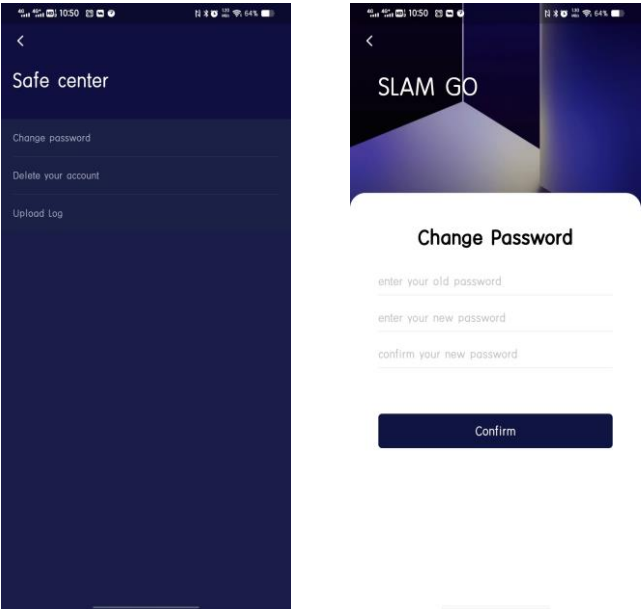 10:50
64%
Safe center
Change password
Delete your account
Upload Log
10:50
64%
SLAM GO
Change Password
enter your old password
enter your new password
confirm your new password
Confirm